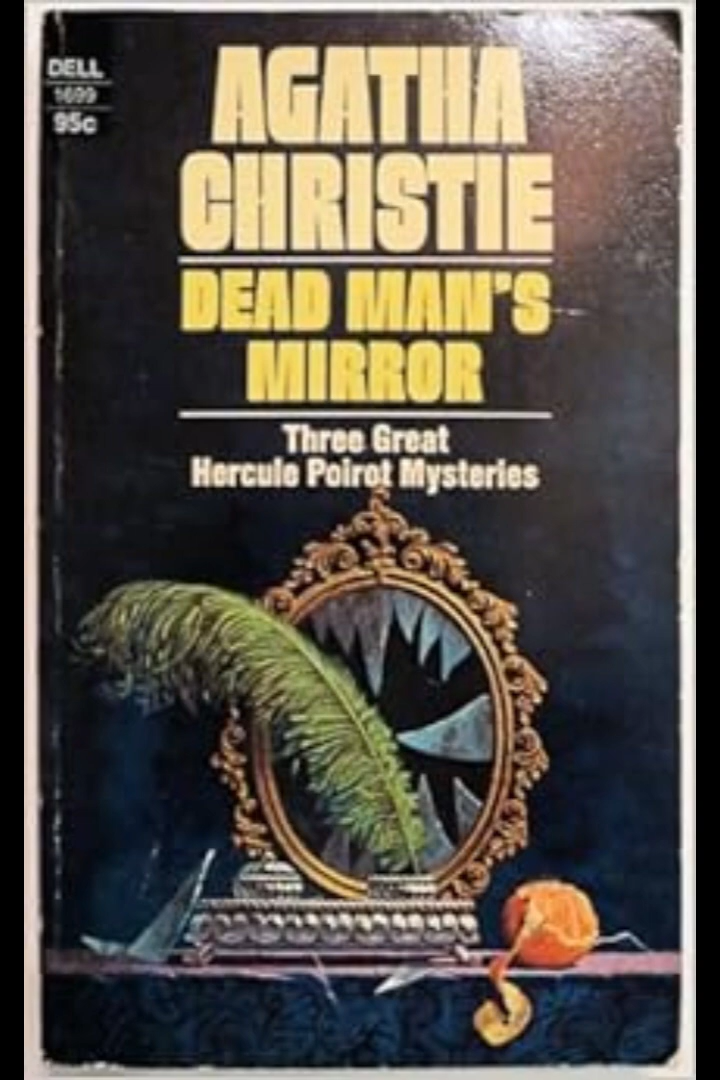 DELL
1699
95c
AGATHA
CHRISTIE
DEAD MAN'S
MIRROR
Three Great
Hercule Poirot Mysteries